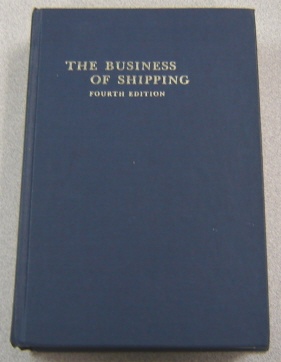 THE BUSINESS
OF SHIPPING
FOURTH EDITION